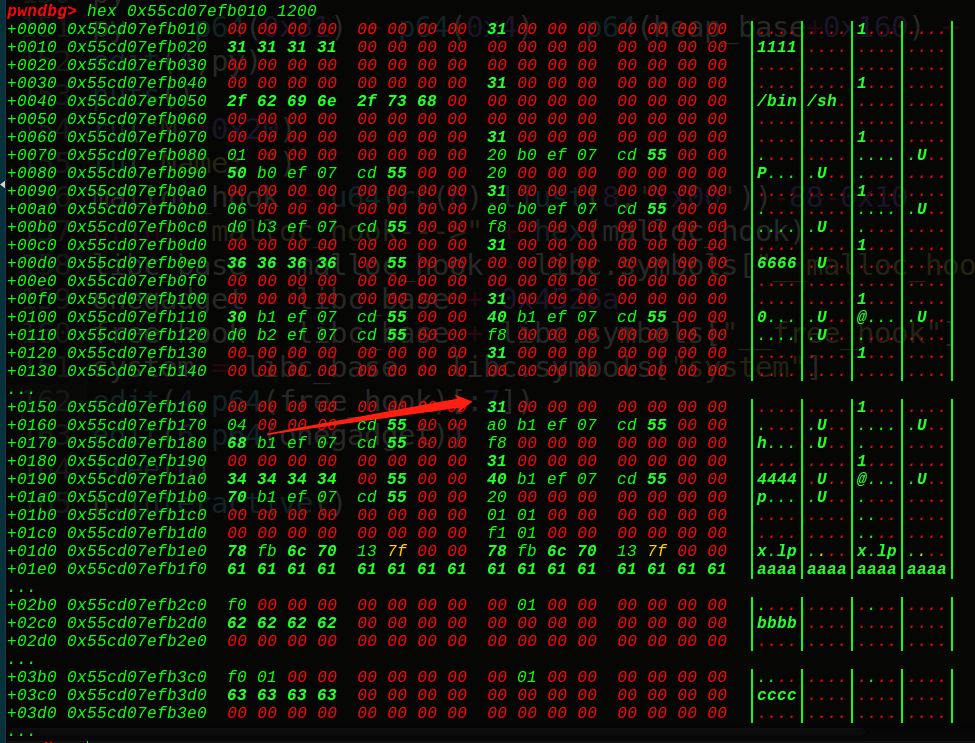 pwndbg> hex 0x55cd07efb010 1200
+0000 0x55cd07efb010 00 00 00 00 00 00 00 00 31 00 00 00 00 00 00 00 |....|....|1...|....|
+0010 0x55cd07efb020 31 31 31 31 00 00 00 00 00 00 00 00 00 00 00 00 |1111|....|....|....|
+0020 0x55cd07efb030 00 00 00 00 00 00 00 00 00 00 00 00 00 00 00 00 |....|....|....|....|
+0030 0x55cd07efb040 00 00 00 00 00 00 00 00 31 00 00 00 00 00 00 00 |....|....|1...|....|
+0040 0x55cd07efb050 2f 62 69 6e 2f 73 68 00 00 00 00 00 00 00 00 00 |/bin|/sh.|....|....|
+0050 0x55cd07efb060 00 00 00 00 00 00 00 00 00 00 00 00 00 00 00 00 |....|....|....|....|
+0060 0x55cd07efb070 00 00 00 00 00 00 00 00 31 00 00 00 00 00 00 00 |....|....|1...|....|
+0070 0x55cd07efb080 01 00 00 00 00 00 00 00 20 b0 ef 07 cd 55 00 00 |....|....|....|.U..|
+0080 0x55cd07efb090 50 b0 ef 07 cd 55 00 00 20 00 00 00 00 00 00 00 |P...|.U..|....|....|
+0090 0x55cd07efb0a0 00 00 00 00 00 00 00 00 31 00 00 00 00 00 00 00 |....|....|1...|....|
+00a0 0x55cd07efb0b0 06 00 00 00 00 00 00 00 e0 b0 ef 07 cd 55 00 00 |....|....|....|.U..|
+00b0 0x55cd07efb0c0 d0 b3 ef 07 cd 55 00 00 f8 00 00 00 00 00 00 00 |....|.U..|....|....|
+00c0 0x55cd07efb0d0 00 00 00 00 00 00 00 00 31 00 00 00 00 00 00 00 |....|....|1...|....|
+00d0 0x55cd07efb0e0 36 36 36 36 00 55 00 00 00 00 00 00 00 00 00 00 |6666|.U..|....|....|
+00e0 0x55cd07efb0f0 00 00 00 00 00 00 00 00 00 00 00 00 00 00 00 00 |....|....|....|....|
+00f0 0x55cd07efb100 00 00 00 00 00 00 00 00 31 00 00 00 00 00 00 00 |....|....|1...|....|
+0100 0x55cd07efb110 30 b1 ef 07 cd 55 00 00 40 b1 ef 07 cd 55 00 00 |0...|.U..|@...|.U..|
+0110 0x55cd07efb120 d0 b2 ef 07 cd 55 00 00 f8 00 00 00 00 00 00 00 |....|.U..|....|....|
+0120 0x55cd07efb130 00 00 00 00 00 00 00 00 31 00 00 00 00 00 00 00 |....|....|1...|....|
+0130 0x55cd07efb140 00 00 00 00 00 00 00 00 00 00 00 00 00 00 00 00 |....|....|....|....|
...
+0150 0x55cd07efb160 00 00 00 00 00 00 00 00 31 00 00 00 00 00 00 00 |....|....|1...|....|
+0160 0x55cd07efb170 04 00 00 00 cd 55 00 00 a0 b1 ef 07 cd 55 00 00 |....|.U..|....|.U..|
+0170 0x55cd07efb180 68 b1 ef 07 cd 55 00 00 f8 00 00 00 00 00 00 00 |h...|.U..|....|....|
+0180 0x55cd07efb190 00 00 00 00 00 00 00 00 31 00 00 00 00 00 00 00 |....|....|1...|....|
+0190 0x55cd07efb1a0 34 34 34 34 00 55 00 00 40 b1 ef 07 cd 55 00 00 |4444|.U..|@...|.U..|
+01a0 0x55cd07efb1b0 70 b1 ef 07 cd 55 00 00 20 00 00 00 00 00 00 00 |p...|.U..|....|....|
+01b0 0x55cd07efb1c0 00 00 00 00 00 00 00 00 01 01 00 00 00 00 00 00 |....|....|....|....|
+01c0 0x55cd07efb1d0 00 00 00 00 00 00 00 00 f1 01 00 00 00 00 00 00 |....|....|....|....|
+01d0 0x55cd07efb1e0 78 fb 6c 70 13 7f 00 00 78 fb 6c 70 13 7f 00 00 |x.lp|....|x.lp|....|
+01e0 0x55cd07efb1f0 61 61 61 61 61 61 61 61 61 61 61 61 61 61 61 61 |aaaa|aaaa|aaaa|aaaa|
...
+02b0 0x55cd07efb2c0 f0 00 00 00 00 00 00 00 00 01 00 00 00 00 00 00 |....|....|....|....|
+02c0 0x55cd07efb2d0 62 62 62 62 00 00 00 00 00 00 00 00 00 00 00 00 |bbbb|....|....|....|
+02d0 0x55cd07efb2e0 00 00 00 00 00 00 00 00 00 00 00 00 00 00 00 00 |....|....|....|....|
...
+03b0 0x55cd07efb3c0 f0 01 00 00 00 00 00 00 00 01 00 00 00 00 00 00 |....|....|....|....|
+03c0 0x55cd07efb3d0 63 63 63 63 00 00 00 00 00 00 00 00 00 00 00 00 |cccc|....|....|....|
+03d0 0x55cd07efb3e0 00 00 00 00 00 00 00 00 00 00 00 00 00 00 00 00 |....|....|....|....|
...